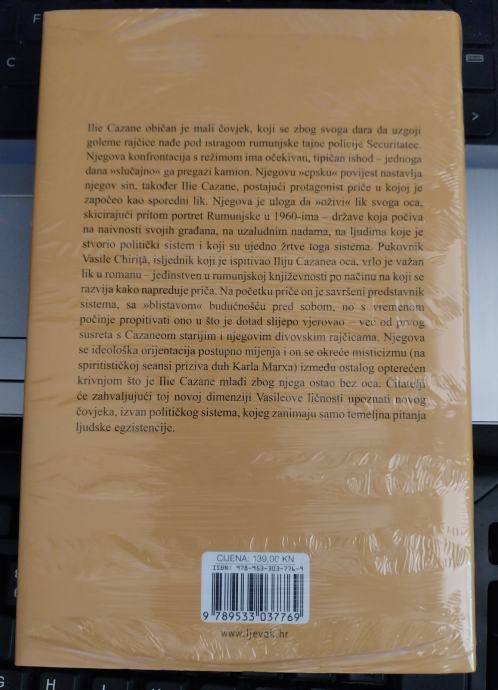 Ilie Cazane običan je mali čovjek, koji se zbog svoga dara da uzgoji
goleme rajčice nađe pod istragom rumunjske tajne policije Securitatee.
Njegova konfrontacija s režimom ima očekivan, tipičan ishod – jednoga
dana »slučajno« ga pregazi kamion. Njegovu »epsku« povijest nastavlja
njegov sin, također Ilie Cazane, postajući protagonist priče u kojoj je
započeo kao sporedni lik. Njegova je uloga da »oživi« lik svoga oca,
skicirajući pritom portret Rumunjske u 1960-ima – države koja počiva
na naivnosti svojih građana, na uzaludnim nadama, na ljudima koje je
stvorio politički sistem i koji su ujedno žrtve toga sistema. Pukovnik
Vasile Chiriță, isljednik koji je ispitivao Iliju Cazanea oca, vrlo je važan
lik u romanu – jedinstven u rumunjskoj književnosti po načinu na koji se
razvija kako napreduje priča. Na početku priče on je savršeni predstavnik
sistema, sa »blistavom« budućnošću pred sobom, no s vremenom
počinje propitivati ono u što je dotad slijepo vjerovao – već od prvog
susreta s Cazaneom starijim i njegovim divovskim rajčicama. Njegova
se ideološka orijentacija postupno mijenja i on se okreće misticizmu (na
spiritističkoj seansi priziva duh Karla Marxa) između ostalog opterećen
krivnjom što je Ilie Cazane mlađi zbog njega ostao bez oca. Čitatelji
će zahvaljujući toj novoj dimenziji Vasileove ličnosti upoznati novog
čovjeka, izvan političkog sistema, kojeg zanimaju samo temeljna pitanja
ljudske egzistencije.
CIJENA: 139,00 KN
ISBN: 978-953-303-776-9
9 789533 037769
www.ljevak.hr
C
F
G
H
J
L